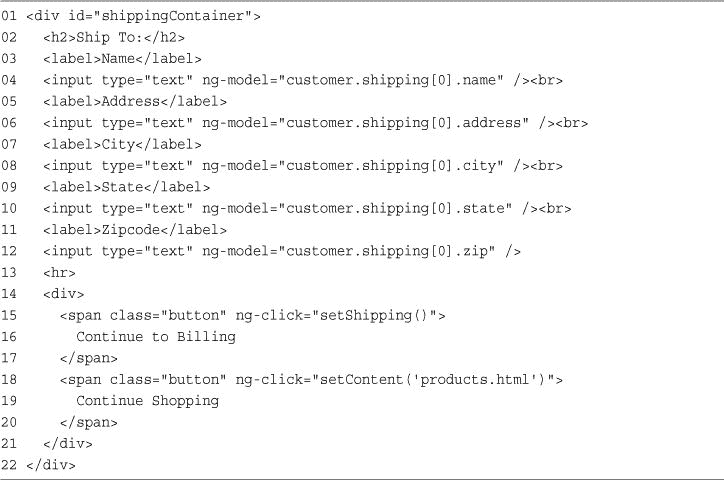 01 <div id="shippingContainer">
02   <h2>Ship To:</h2>
03   <label>Name</label>
04   <input type="text" ng-model="customer.shipping[0].name" /><br>
05   <label>Address</label>
06   <input type="text" ng-model="customer.shipping[0].address" /><br>
07   <label>City</label>
08   <input type="text" ng-model="customer.shipping[0].city" /><br>
09   <label>State</label>
10   <input type="text" ng-model="customer.shipping[0].state" /><br>
11   <label>Zipcode</label>
12   <input type="text" ng-model="customer.shipping[0].zip" />
13   <hr>
14   <div>
15     <span class="button" ng-click="setShipping()">
16       Continue to Billing
17     </span>
18     <span class="button" ng-click="setContent('products.html')">
19       Continue Shopping
20     </span>
21   </div>
22 </div>